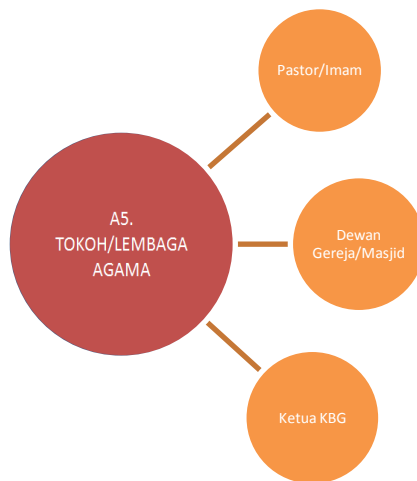 Pastor/Imam
A5.
TOKOH/LEMBAGA
AGAMA
Dewan
Gereja/Masjid
Ketua KBG